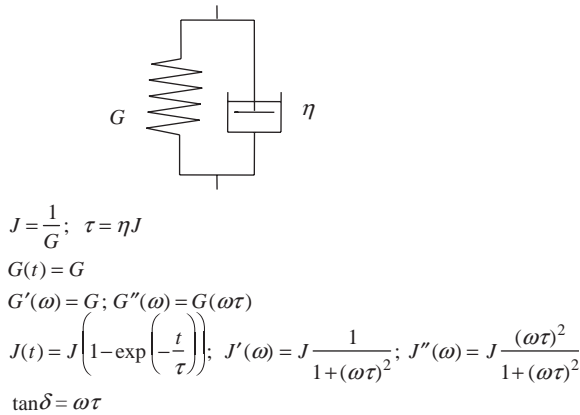 G η
J = 1/G; τ = ηJ
G(t) = G
G′(ω) = G; G″(ω) = G(ωτ)
J(t) = J(1−exp(−t/τ)); J′(ω) = J 1/(1+(ωτ)²); J″(ω) = J (ωτ)²/(1+(ωτ)²)
tanδ = ωτ